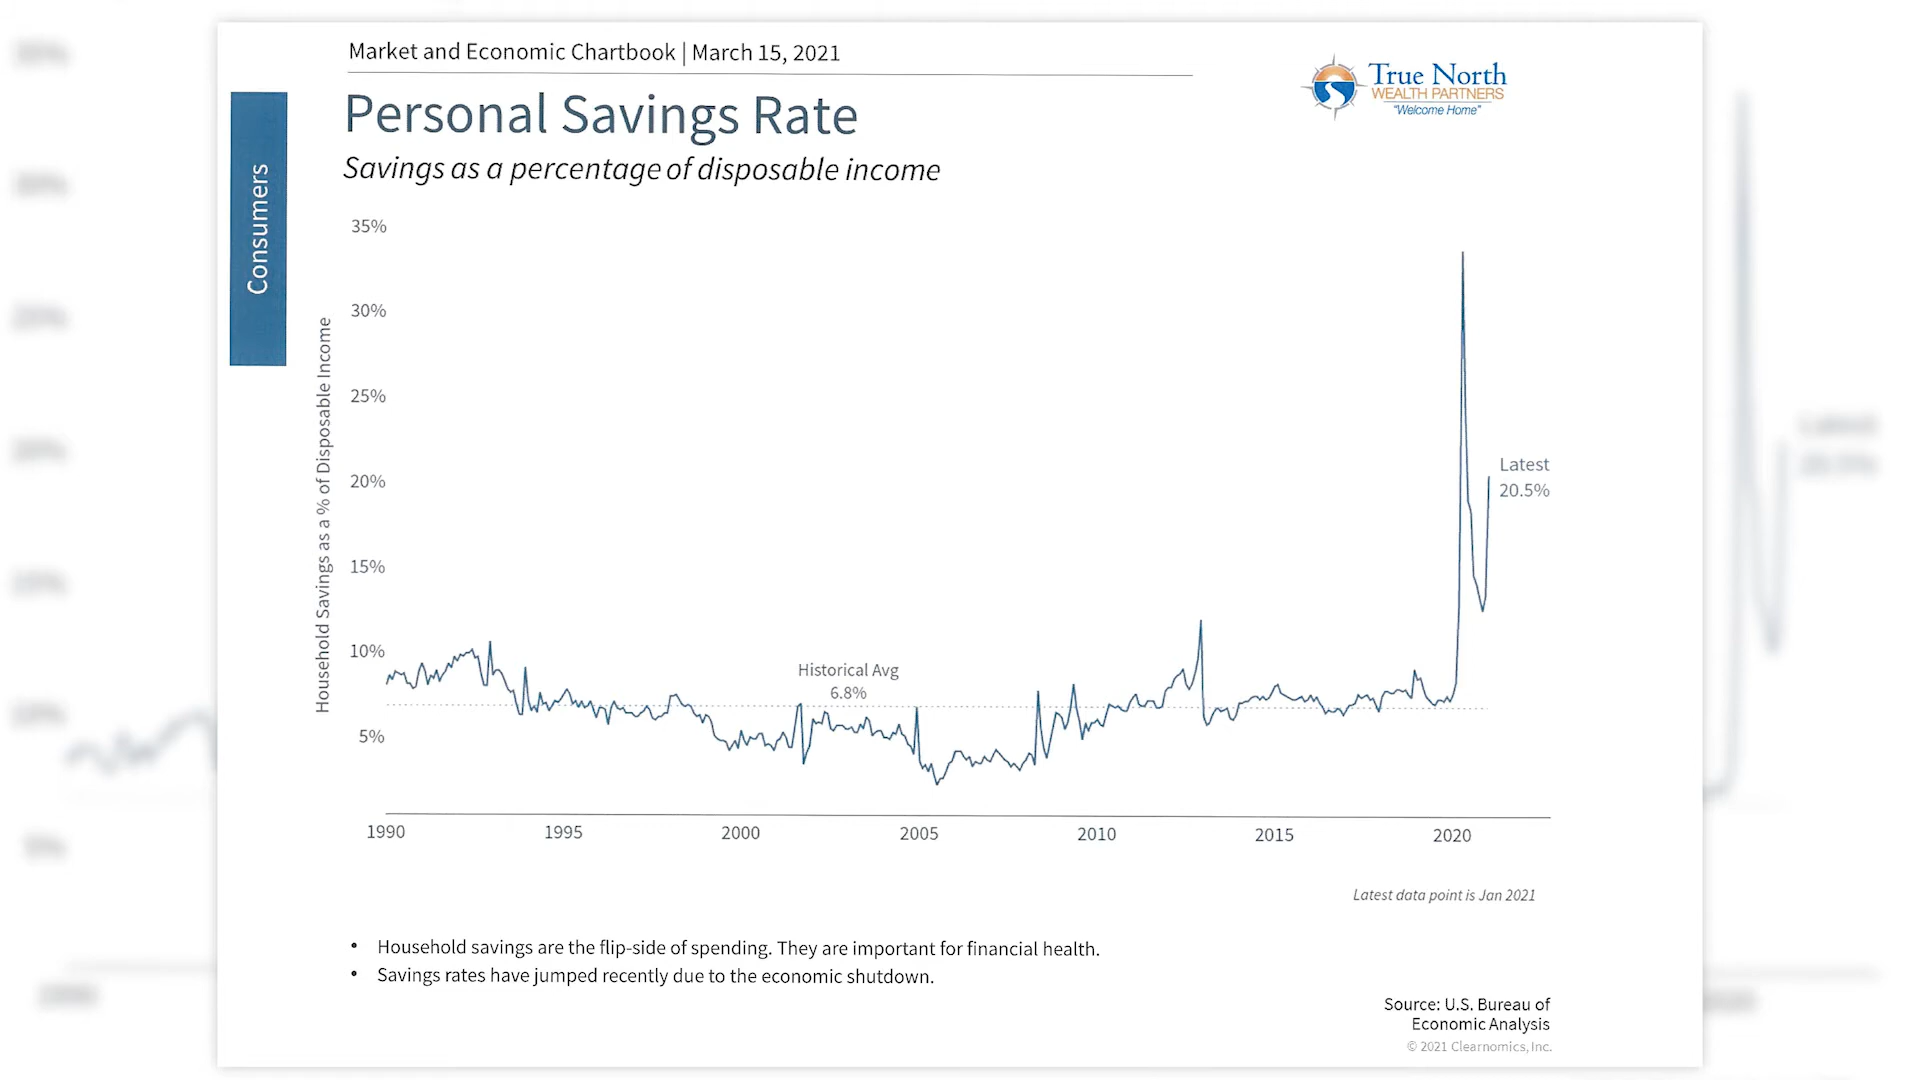 Market and Economic Chartbook | March 15, 2021
True North
WEALTH PARTNERS
"Welcome Home"
Consumers
Personal Savings Rate
Savings as a percentage of disposable income
Household Savings as a % of Disposable Income
35%
30%
25%
20%
15%
10%
5%
Latest
20.5%
Historical Avg
6.8%
1990
1995
2000
2005
2010
2015
2020
Latest data point is Jan 2021
• Household savings are the flip-side of spending. They are important for financial health.
• Savings rates have jumped recently due to the economic shutdown.
Source: U.S. Bureau of
Economic Analysis
© 2021 Clearnomics, Inc.